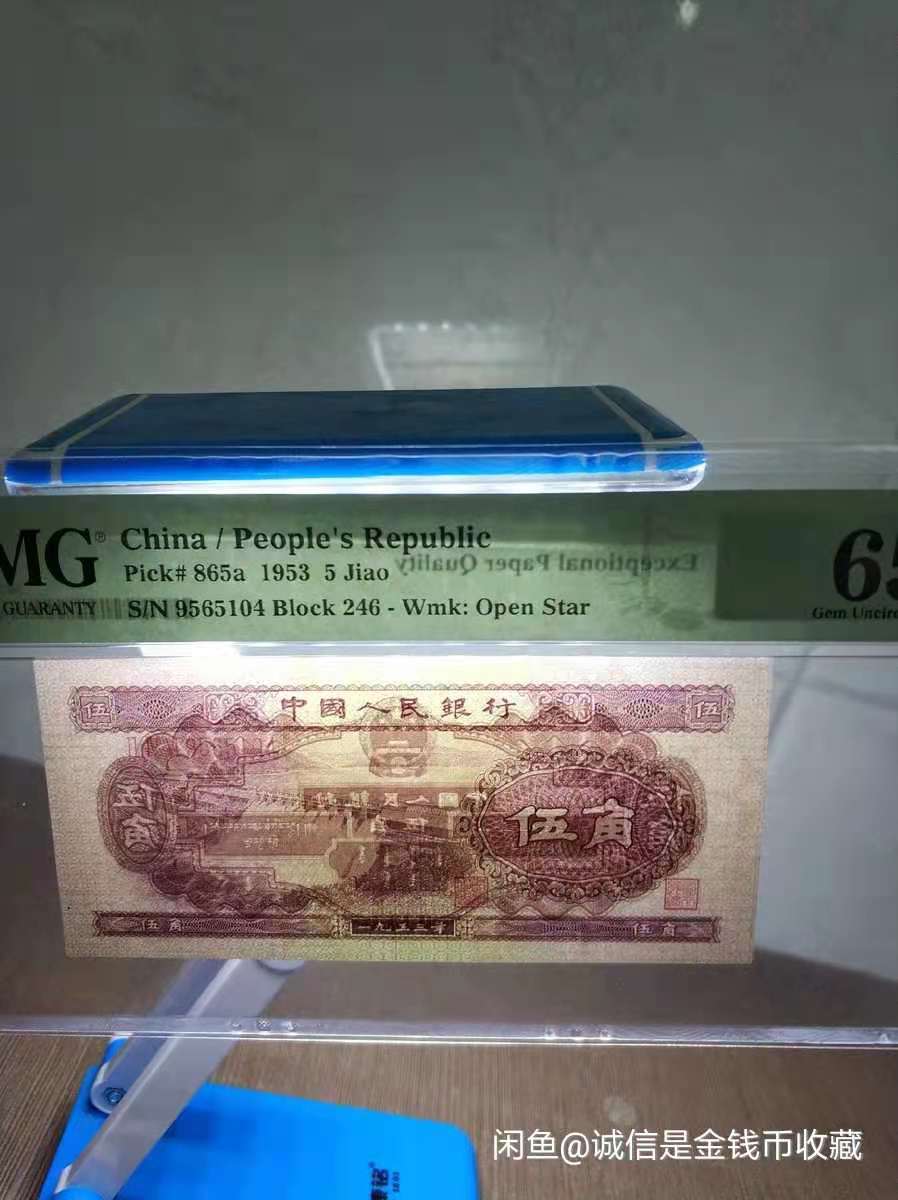 MG®
GUARANTY
China / People's Republic
Pick# 865a 1953 5 Jiao
Exceptional Paper Quality
S/N 9565104 Block 246 - Wmk: Open Star
65
Gem Uncirc
伍
中國人民銀行
伍
伍角
伍角
伍角
一九五三年
伍角
闲鱼@诚信是金钱币收藏